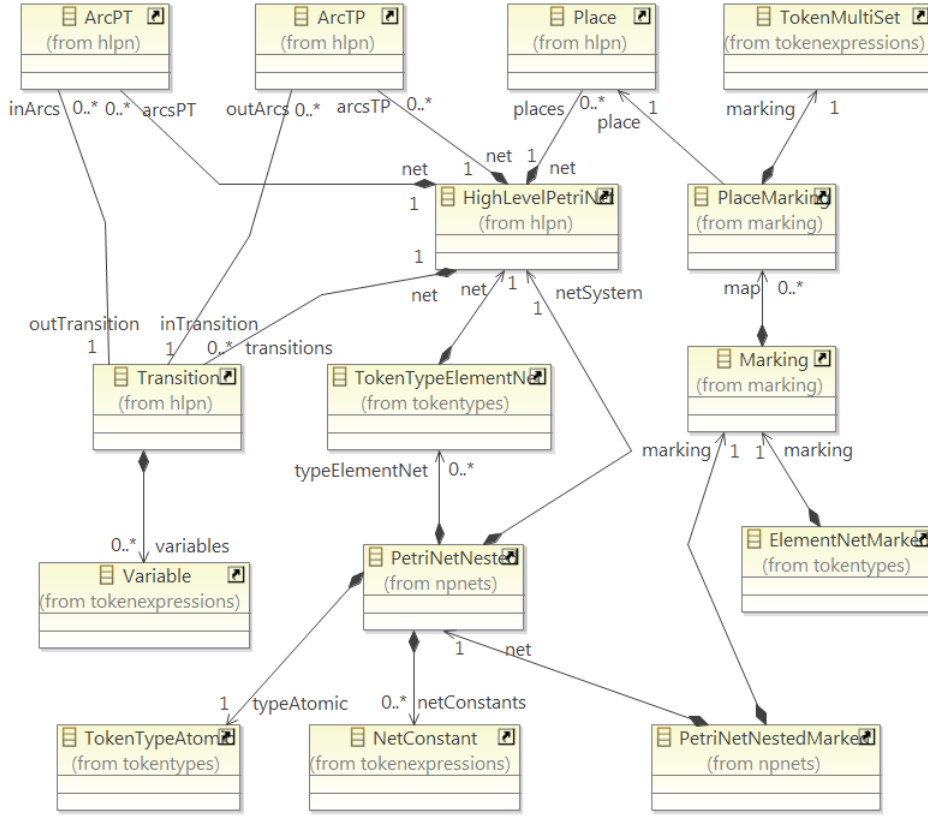 ArcPT
(from hlpn)
ArcTP
(from hlpn)
Place
(from hlpn)
TokenMultiSet
(from tokenexpressions)
inArcs 0..* 0..* arcsPT
outArcs 0..* arcsTP 0..*
places 0..*
place 1
marking 1
net 1
net 1
1 net
HighLevelPetriNet
(from hlpn)
PlaceMarking
(from marking)
1 net
net 1
1 netSystem
map 0..*
outTransition 1
inTransition 1
0..* transitions
Transition
(from hlpn)
TokenTypeElementNet
(from tokentypes)
Marking
(from marking)
typeElementNet 0..*
marking 1
1 marking
0..* variables
Variable
(from tokenexpressions)
PetriNetNested
(from npnets)
ElementNetMarked
(from tokentypes)
1 net
1 typeAtomic
0..* netConstants
TokenTypeAtomic
(from tokentypes)
NetConstant
(from tokenexpressions)
PetriNetNestedMarked
(from npnets)